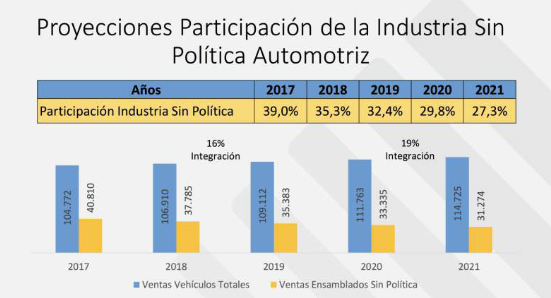 Proyecciones Participación de la Industria Sin
Política Automotriz
Años 2017 2018 2019 2020 2021
Participación Industria Sin Política 39,0% 35,3% 32,4% 29,8% 27,3%
16%
Integración
19%
Integración
104.772 40.810 106.910 37.785 109.112 35.383 111.763 33.335 114.725 31.274
2017 2018 2019 2020 2021
Ventas Vehículos Totales Ventas Ensamblados Sin Política